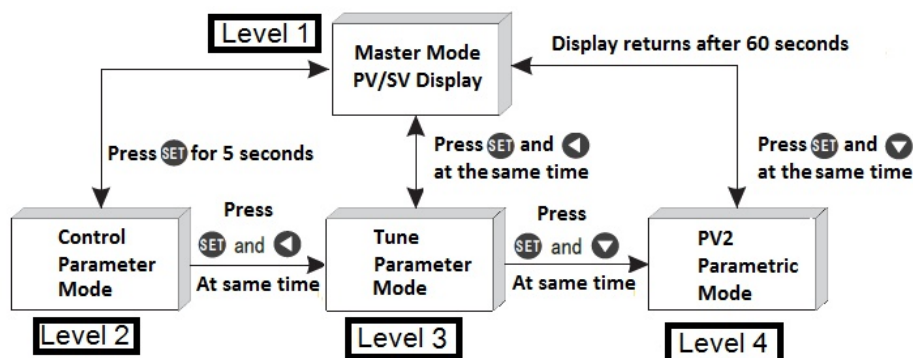 Level 1
Master Mode
PV/SV Display
Display returns after 60 seconds
Press SET for 5 seconds
Press SET and
at the same time
Press SET and
at the same time
Control
Parameter
Mode
Level 2
Press
SET and
At same time
Tune
Parameter
Mode
Level 3
Press
SET and
At same time
PV2
Parametric
Mode
Level 4